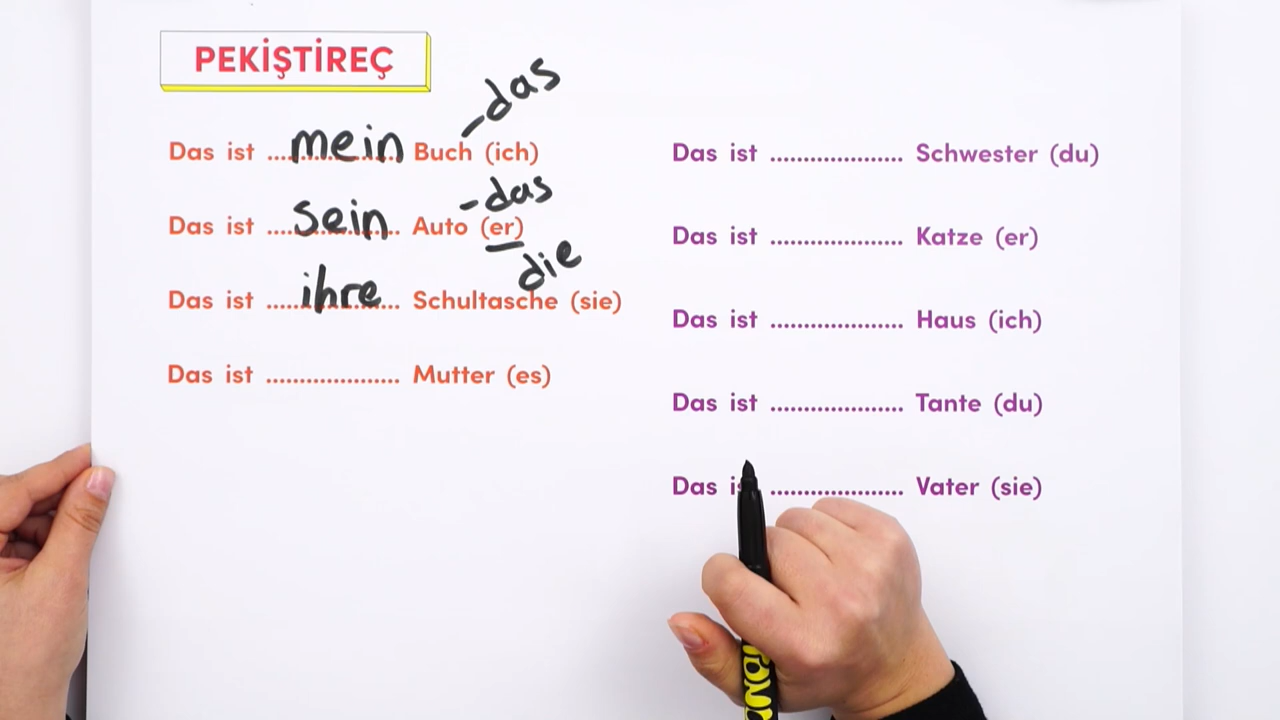 PEKİŞTİREÇ
Das ist ...mein... Buch (ich) -das
Das ist ...sein... Auto (er) -das
Das ist ...ihre... Schultasche (sie) die
Das ist .................... Mutter (es)
Das ist .................... Schwester (du)
Das ist .................... Katze (er)
Das ist .................... Haus (ich)
Das ist .................... Tante (du)
Das ist .................... Vater (sie)